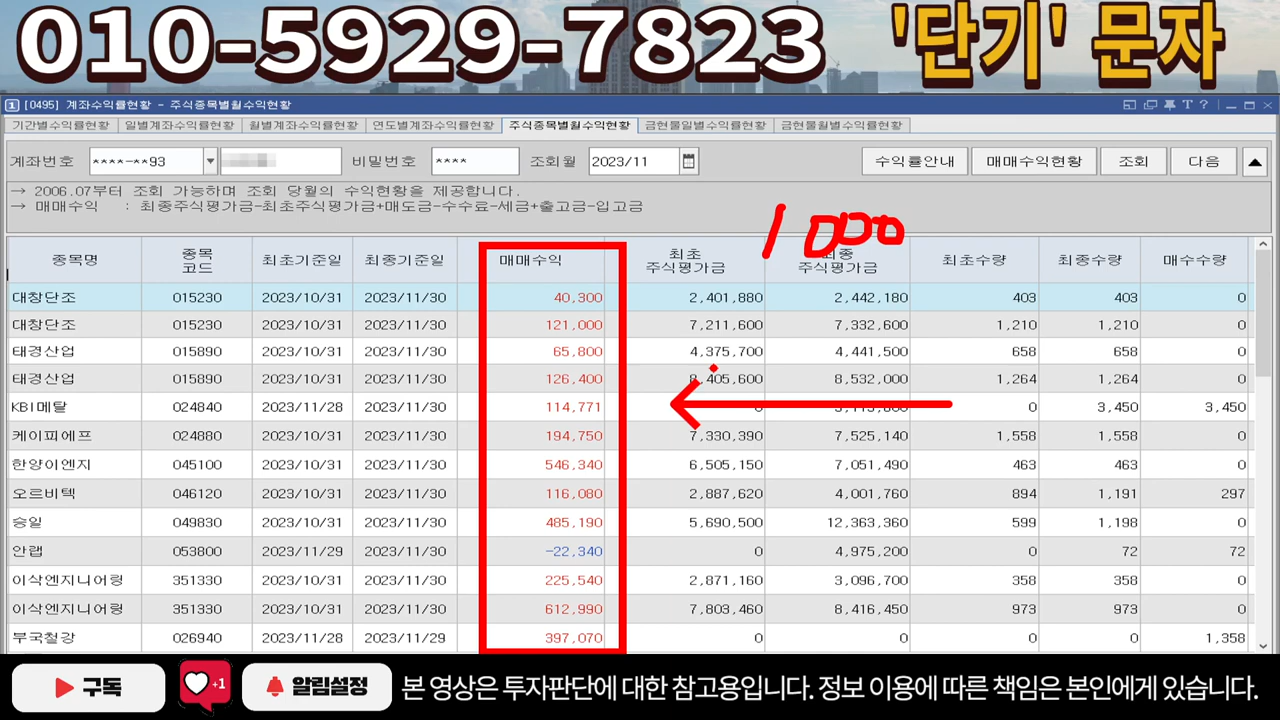 010-5929-7823 '단기' 문자
1 [0495] 계좌수익률현황 - 주식종목별월수익현황
기간별수익률현황 일별계좌수익률현황 월별계좌수익률현황 연도별계좌수익률현황 주식종목별월수익현황 금현물일별수익률현황 금현물월별수익률현황
계좌번호 ****-**93 비밀번호 **** 조회월 2023/11 수익률안내 매매수익현황 조회 다음
→ 2006.07부터 조회 가능하며 조회 당월의 수익현황을 제공합니다.
→ 매매수익 : 최종주식평가금-최초주식평가금+매도금-수수료-세금+출고금-입고금
1000
종목명 종목 코드 최초기준일 최종기준일 매매수익 최초 주식평가금 최종 주식평가금 최초수량 최종수량 매수수량
대창단조 015230 2023/10/31 2023/11/30 40,300 2,401,880 2,442,180 403 403 0
대창단조 015230 2023/10/31 2023/11/30 121,000 7,211,600 7,332,600 1,210 1,210 0
태경산업 015890 2023/10/31 2023/11/30 65,800 4,375,700 4,441,500 658 658 0
태경산업 015890 2023/10/31 2023/11/30 126,400 8,405,600 8,532,000 1,264 1,264 0
KBI메탈 024840 2023/11/28 2023/11/30 114,771 0 0 3,450 3,450
케이피에프 024880 2023/10/31 2023/11/30 194,750 7,330,390 7,525,140 1,558 1,558 0
한양이엔지 045100 2023/10/31 2023/11/30 546,340 6,505,150 7,051,490 463 463 0
오르비텍 046120 2023/10/31 2023/11/30 116,080 2,887,620 4,001,760 894 1,191 297
승일 049830 2023/10/31 2023/11/30 485,190 5,690,500 12,363,360 599 1,198 0
안랩 053800 2023/11/29 2023/11/30 -22,340 0 4,975,200 0 72 72
이삭엔지니어링 351330 2023/10/31 2023/11/30 225,540 2,871,160 3,096,700 358 358 0
이삭엔지니어링 351330 2023/10/31 2023/11/30 612,990 7,803,460 8,416,450 973 973 0
부국철강 026940 2023/11/28 2023/11/29 397,070 0 0 0 0 1,358
구독 +1 알림설정 본 영상은 투자판단에 대한 참고용입니다. 정보 이용에 따른 책임은 본인에게 있습니다.